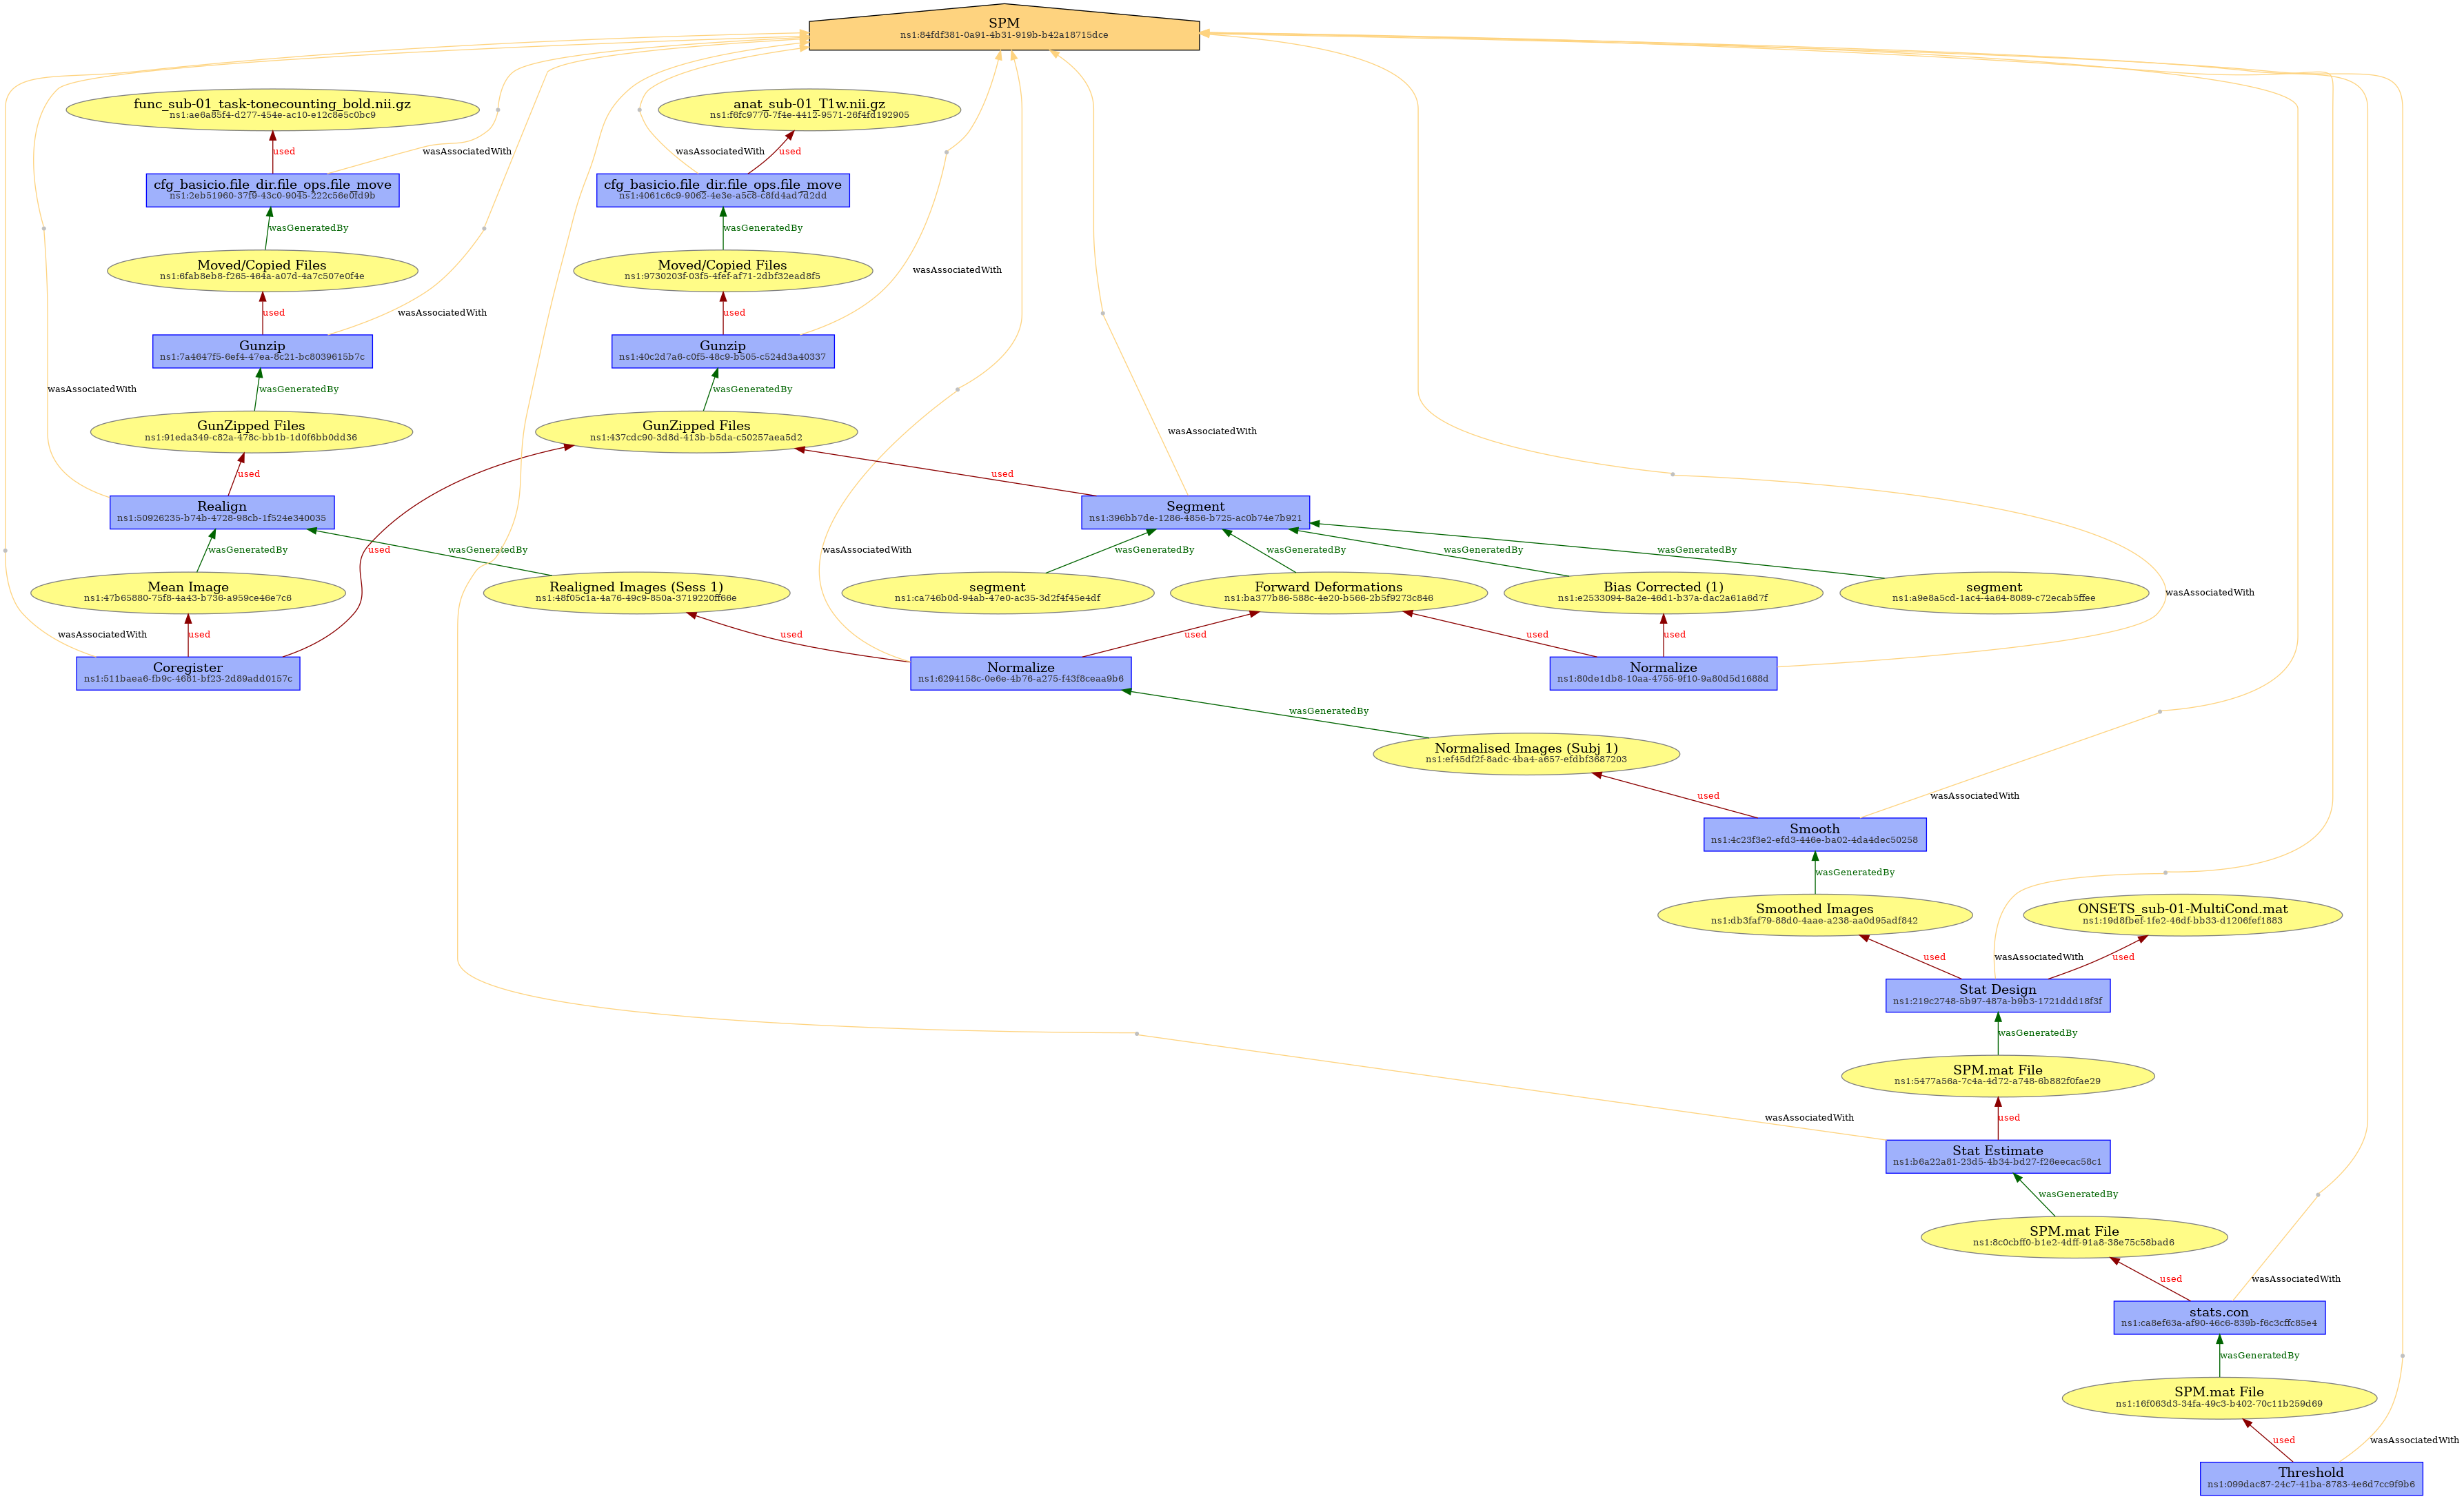 SPM
ns1:84fdf381-0a91-4b31-919b-b42a18715dce
func_sub-01_task-tonecounting_bold.nii.gz
ns1:ae6a85f4-d277-454e-ac10-e12c8e5c0bc9
anat_sub-01_T1w.nii.gz
ns1:f6fc9770-7f4e-4412-9571-26f4fd192905
used
wasAssociatedWith
wasAssociatedWith
used
cfg_basicio.file_dir.file_ops.file_move
ns1:2eb51960-37f9-43c0-9045-222c56e0fd9b
cfg_basicio.file_dir.file_ops.file_move
ns1:4061c6c9-9062-4e3e-a5c8-c8fd4ad7d2dd
wasGeneratedBy
wasGeneratedBy
Moved/Copied Files
ns1:6fab8eb8-f265-464a-a07d-4a7c507e0f4e
Moved/Copied Files
ns1:9730203f-03f5-4fef-af71-2dbf32ead8f5
wasAssociatedWith
used
wasAssociatedWith
used
Gunzip
ns1:7a4647f5-6ef4-47ea-8c21-bc8039615b7c
Gunzip
ns1:40c2d7a6-c0f5-48c9-b505-c524d3a40337
wasAssociatedWith
wasGeneratedBy
wasGeneratedBy
GunZipped Files
ns1:91eda349-c82a-478c-bb1b-1d0f6bb0dd36
GunZipped Files
ns1:437cdc90-3d8d-413b-b5da-c50257aea5d2
wasAssociatedWith
used
used
Realign
ns1:50926235-b74b-4728-98cb-1f524e340035
Segment
ns1:396bb7de-1286-4856-b725-ac0b74e7b921
wasGeneratedBy
used
wasGeneratedBy
wasAssociatedWith
wasGeneratedBy
wasGeneratedBy
wasGeneratedBy
wasGeneratedBy
Mean Image
ns1:47b65880-75f8-4a43-b736-a959ce46e7c6
Realigned Images (Sess 1)
ns1:48f05c1a-4a76-49c9-850a-3719220ff66e
segment
ns1:ca746b0d-94ab-47e0-ac35-3d2f4f45e4df
Forward Deformations
ns1:ba377b86-588c-4e20-b566-2b5f9273c846
Bias Corrected (1)
ns1:e2533094-8a2e-46d1-b37a-dac2a61a6d7f
segment
ns1:a9e8a5cd-1ac4-4a64-8089-c72ecab5ffee
wasAssociatedWith
wasAssociatedWith
used
used
used
used
used
Coregister
ns1:511baea6-fb9c-4681-bf23-2d89add0157c
Normalize
ns1:6294158c-0e6e-4b76-a275-f43f8ceaa9b6
Normalize
ns1:80de1db8-10aa-4755-9f10-9a80d5d1688d
wasGeneratedBy
Normalised Images (Subj 1)
ns1:ef45df2f-8adc-4ba4-a657-efdbf3687203
used
wasAssociatedWith
Smooth
ns1:4c23f3e2-efd3-446e-ba02-4da4dec50258
wasGeneratedBy
Smoothed Images
ns1:db3faf79-88d0-4aae-a238-aa0d95adf842
ONSETS_sub-01-MultiCond.mat
ns1:19d8fbef-1fe2-46df-bb33-d1206fef1883
used
wasAssociatedWith
used
Stat Design
ns1:219c2748-5b97-487a-b9b3-1721ddd18f3f
wasGeneratedBy
SPM.mat File
ns1:5477a56a-7c4a-4d72-a748-6b882f0fae29
wasAssociatedWith
used
Stat Estimate
ns1:b6a22a81-23d5-4b34-bd27-f26eecac58c1
wasGeneratedBy
SPM.mat File
ns1:8c0cbff0-b1e2-4dff-91a8-38e75c58bad6
used
wasAssociatedWith
stats.con
ns1:ca8ef63a-af90-46c6-839b-f6c3cffc85e4
wasGeneratedBy
SPM.mat File
ns1:16f063d3-34fa-49c3-b402-70c11b259d69
used
wasAssociatedWith
Threshold
ns1:099dac87-24c7-41ba-8783-4e6d7cc9f9b6